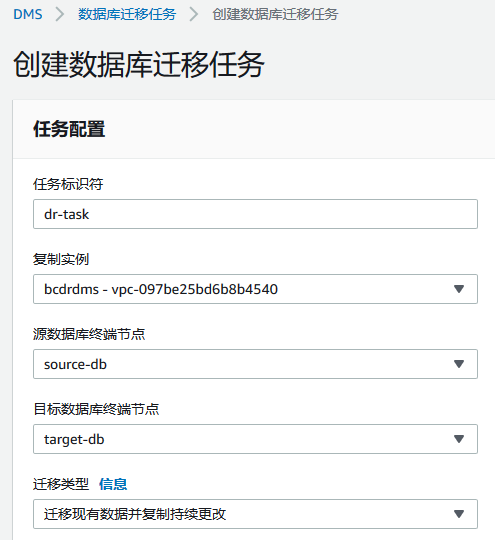 DMS > 数据库迁移任务 > 创建数据库迁移任务
创建数据库迁移任务
任务配置
任务标识符
dr-task
复制实例
bcdrdms - vpc-097be25bd6b8b4540
源数据库终端节点
source-db
目标数据库终端节点
target-db
迁移类型 信息
迁移现有数据并复制持续更改